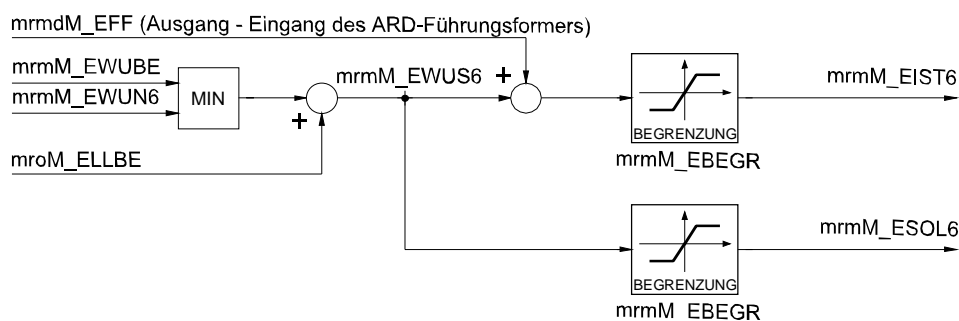 mrmdM_EFF (Ausgang - Eingang des ARD-Führungsformers)
mrmM_EWUBE
mrmM_EWUN6
MIN
+
mrmM_EWUS6
+
mroM_ELLBE
BEGRENZUNG
mrmM_EBEGR
mrmM_EIST6
BEGRENZUNG
mrmM_EBEGR
mrmM_ESOL6